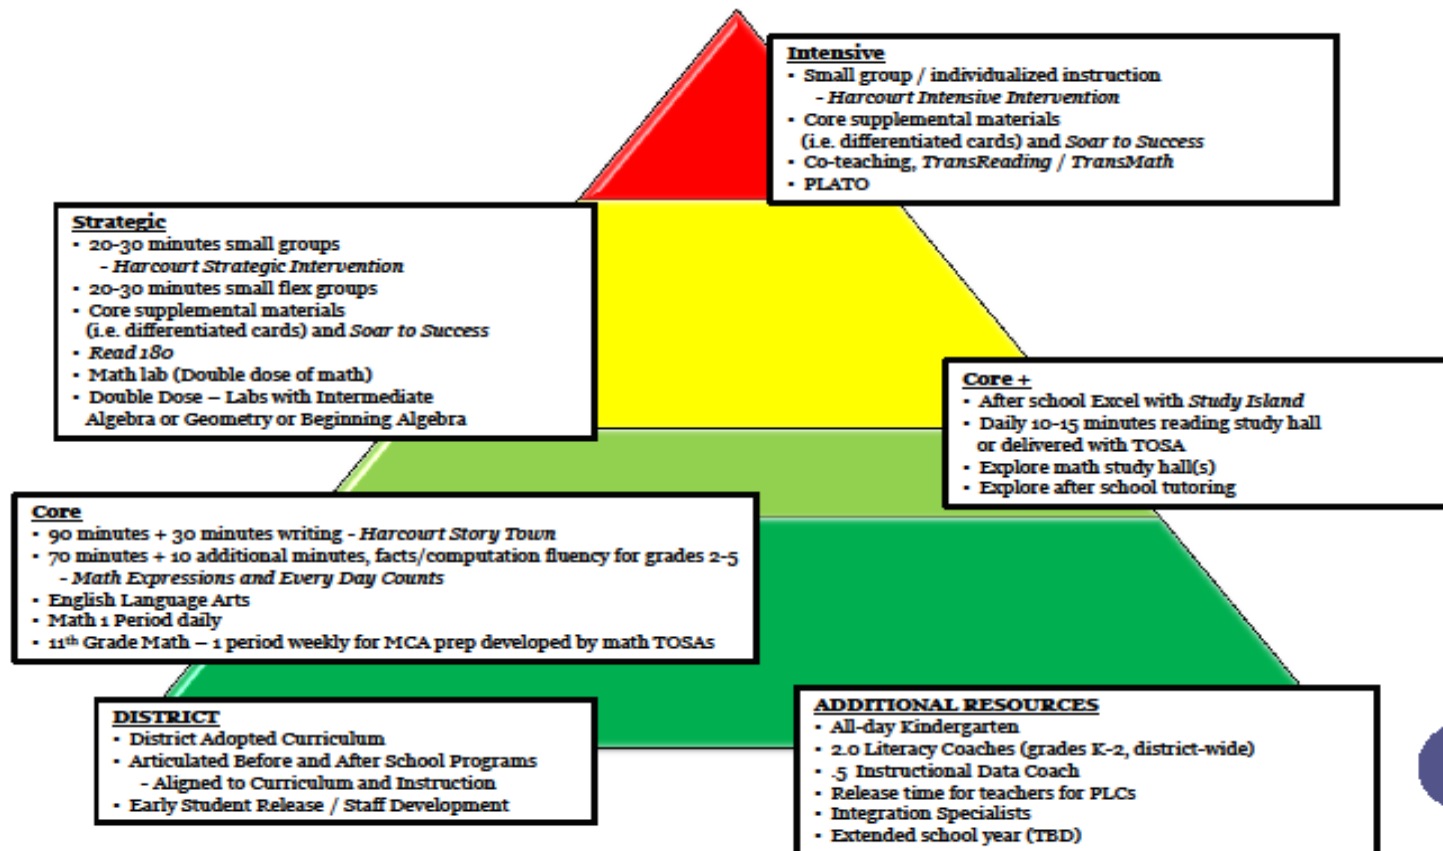 Intensive
• Small group / individualized instruction
- Harcourt Intensive Intervention
• Core supplemental materials
(i.e. differentiated cards) and Soar to Success
• Co-teaching, TransReading / TransMath
• PLATO
Strategic
• 20-30 minutes small groups
- Harcourt Strategic Intervention
• 20-30 minutes small flex groups
• Core supplemental materials
(i.e. differentiated cards) and Soar to Success
• Read 180
• Math lab (Double dose of math)
• Double Dose – Labs with Intermediate
Algebra or Geometry or Beginning Algebra
Core +
• After school Excel with Study Island
• Daily 10-15 minutes reading study hall
or delivered with TOSA
• Explore math study hall(s)
• Explore after school tutoring
Core
• 90 minutes + 30 minutes writing - Harcourt Story Town
• 70 minutes + 10 additional minutes, facts/computation fluency for grades 2-5
- Math Expressions and Every Day Counts
• English Language Arts
• Math 1 Period daily
• 11th Grade Math – 1 period weekly for MCA prep developed by math TOSAs
DISTRICT
• District Adopted Curriculum
• Articulated Before and After School Programs
- Aligned to Curriculum and Instruction
• Early Student Release / Staff Development
ADDITIONAL RESOURCES
• All-day Kindergarten
• 2.0 Literacy Coaches (grades K-2, district-wide)
• .5 Instructional Data Coach
• Release time for teachers for PLCs
• Integration Specialists
• Extended school year (TBD)